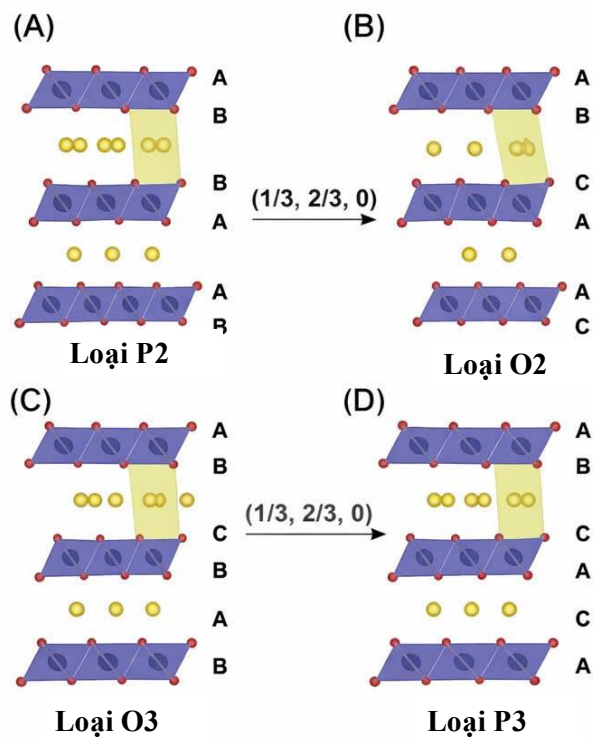 (A)
A
B
B
A
A
B
Loại P2
(1/3, 2/3, 0)
(B)
A
B
C
A
A
C
Loại O2
(C)
A
B
C
B
A
B
Loại O3
(1/3, 2/3, 0)
(D)
A
B
C
A
C
A
Loại P3